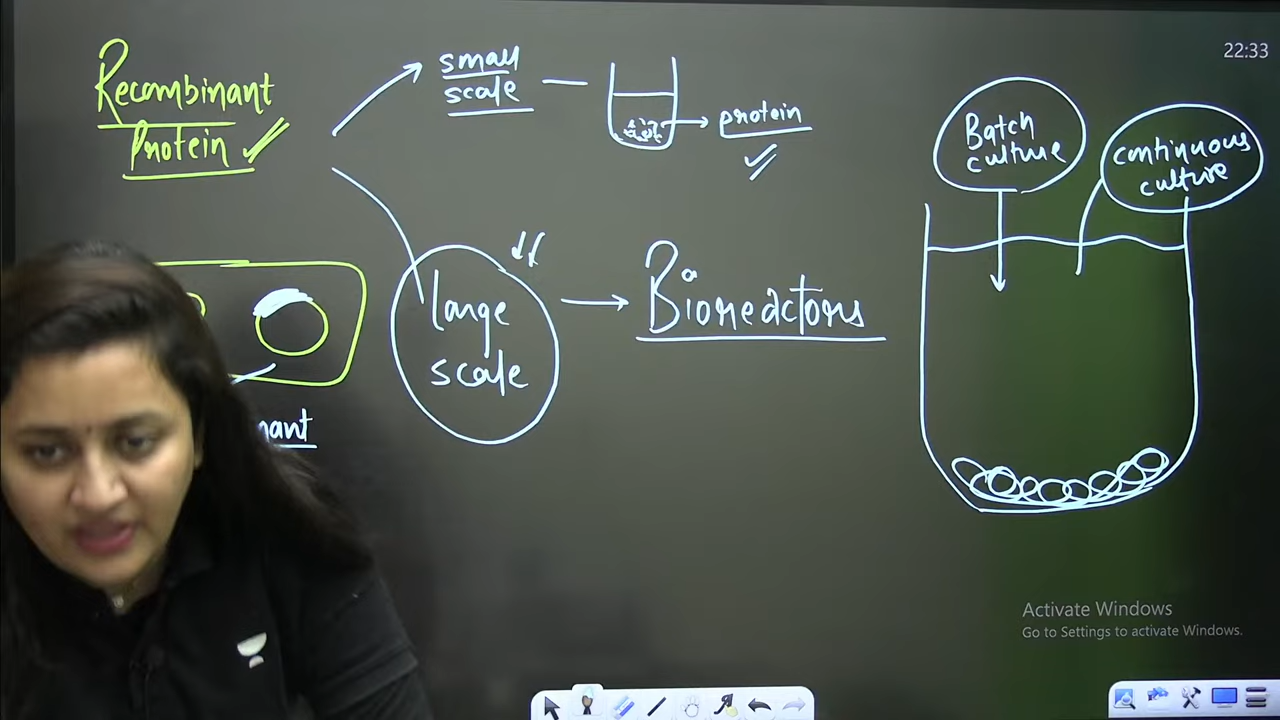 22:33
Recombinant
Protein
small
scale
protein
Batch
culture
continuous
culture
large
scale
Bioreactors
Activate Windows
Go to Settings to activate Windows.